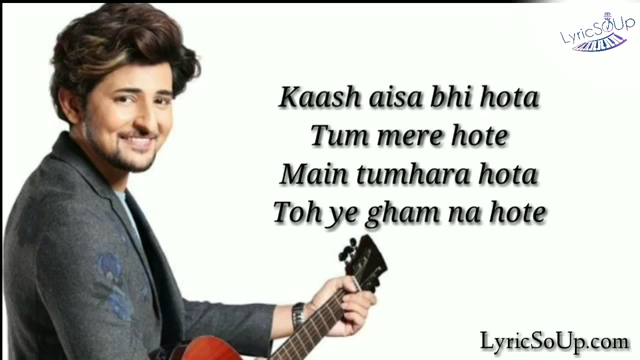 LyricSoUp
Kaash aisa bhi hota
Tum mere hote
Main tumhara hota
Toh ye gham na hote
LyricSoUp.com